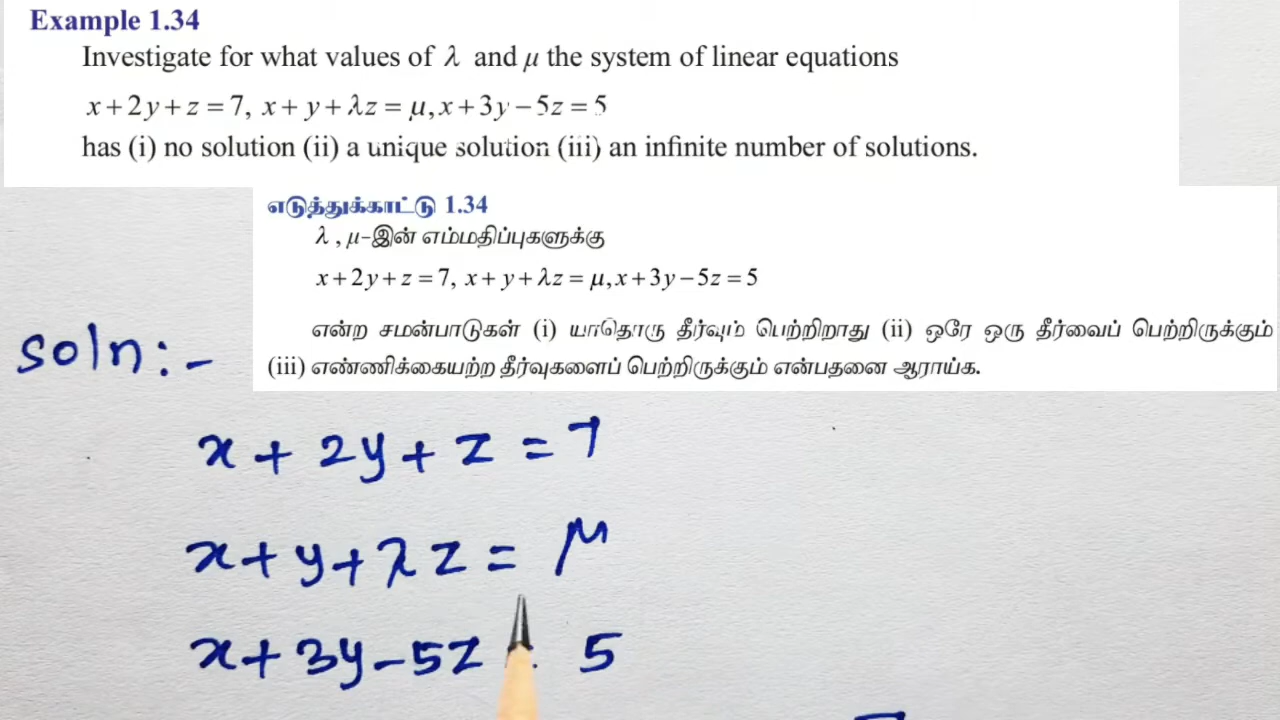 Example 1.34
Investigate for what values of λ and μ the system of linear equations
x + 2y + z = 7, x + y + λz = μ, x + 3y − 5z = 5
has (i) no solution (ii) a unique solution (iii) an infinite number of solutions.
எடுத்துக்காட்டு 1.34
λ , μ-இன் எம்மதிப்புகளுக்கு
x + 2y + z = 7, x + y + λz = μ, x + 3y − 5z = 5
என்ற சமன்பாடுகள் (i) யாதொரு தீர்வும் பெற்றிறாது (ii) ஒரே ஒரு தீர்வைப் பெற்றிருக்கும்
(iii) எண்ணிக்கையற்ற தீர்வுகளைப் பெற்றிருக்கும் என்பதனை ஆராய்க.
Soln:-
x + 2y + z = 7
x + y + λz = μ
x + 3y - 5z 5